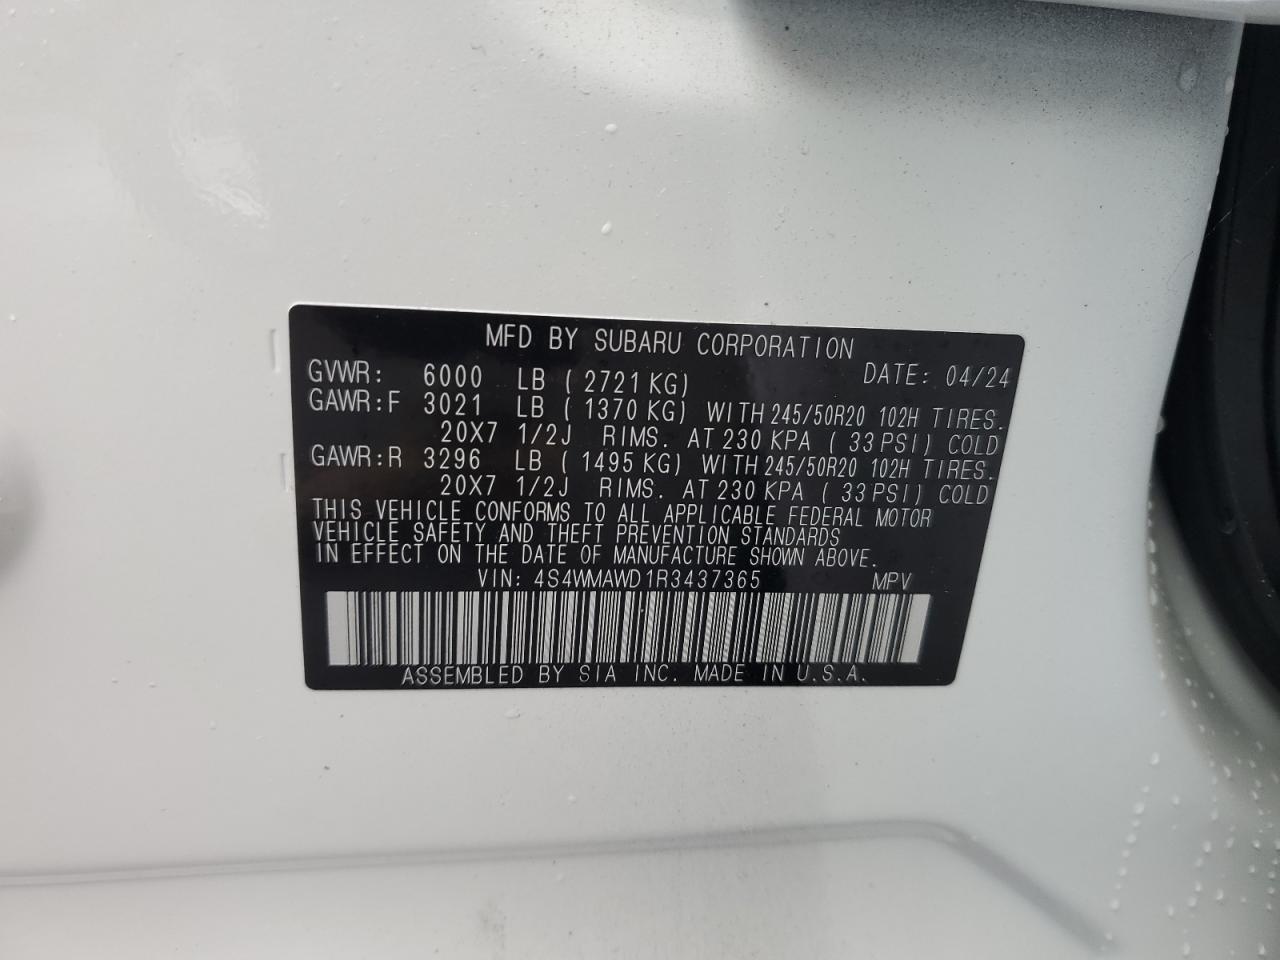 MFD BY SUBARU CORPORATION
GVWR: 6000 LB ( 2721 KG) DATE: 04/24
GAWR:F 3021 LB ( 1370 KG) WITH 245/50R20 102H TIRES.
20X7 1/2J RIMS. AT 230 KPA ( 33 PSI) COLD
GAWR:R 3296 LB ( 1495 KG) WITH 245/50R20 102H TIRES.
20X7 1/2J RIMS. AT 230 KPA ( 33 PSI) COLD
THIS VEHICLE CONFORMS TO ALL APPLICABLE FEDERAL MOTOR
VEHICLE SAFETY AND THEFT PREVENTION STANDARDS
IN EFFECT ON THE DATE OF MANUFACTURE SHOWN ABOVE.
VIN: 4S4WMAWD1R3437365 MPV
ASSEMBLED BY SIA INC. MADE IN U.S.A.